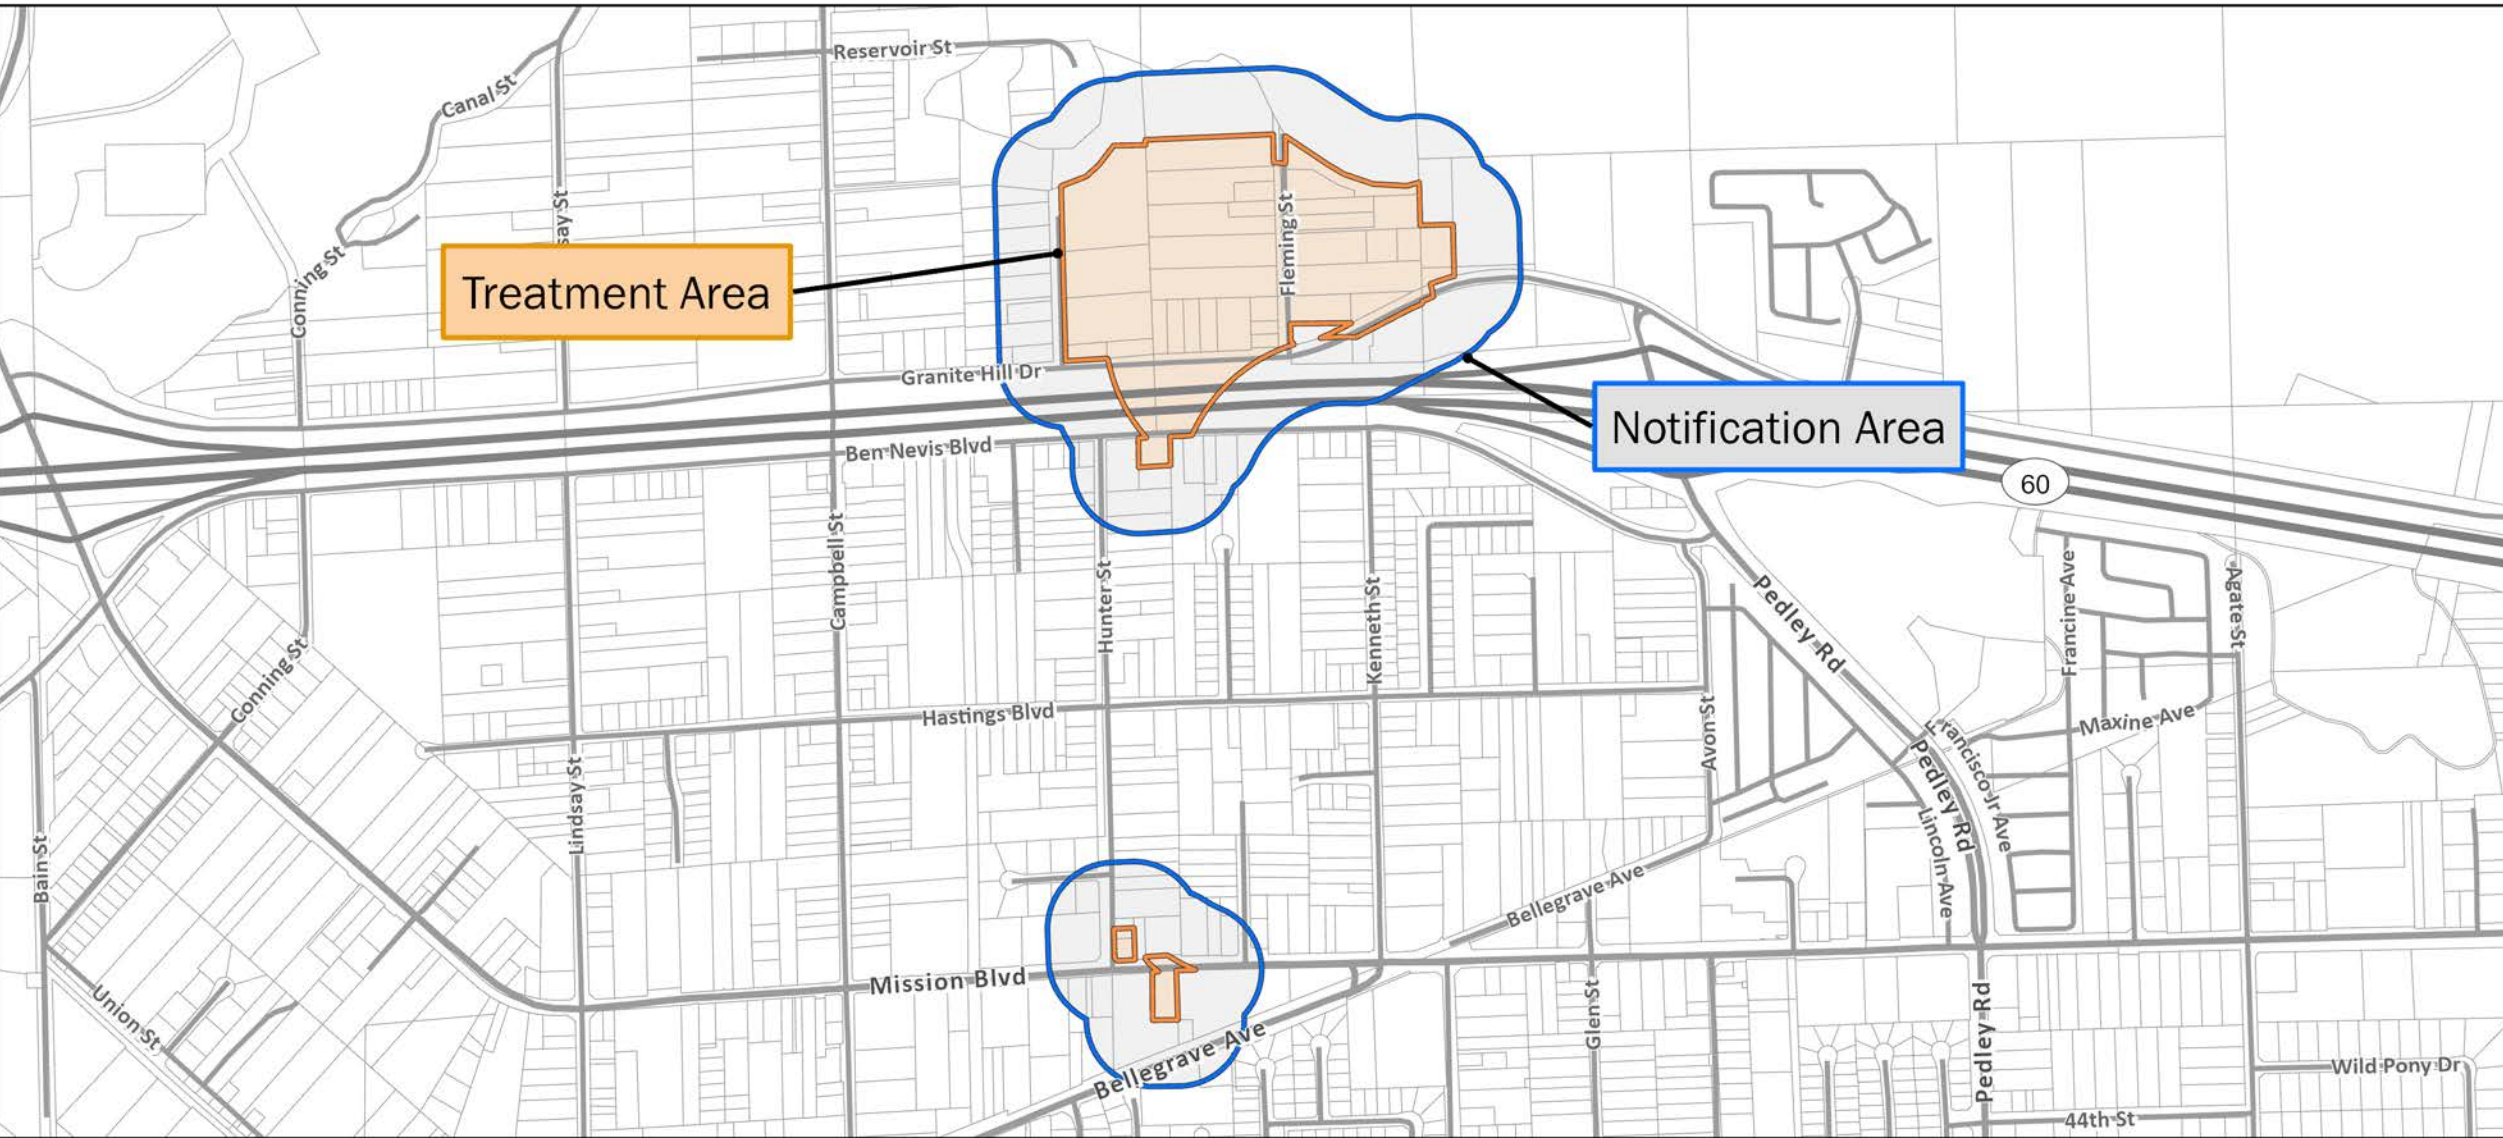 Reservoir St
Canal St
say St
Fleming St
Conning St
Treatment Area
Granite Hill Dr
Notification Area
Ben Nevis Blvd
60
Campbell St
Hunter St
Kenneth St
Pedley Rd
Francine Ave
Agate St
Conning St
Hastings Blvd
Avon St
Maxine Ave
Francisco Jr Ave
Pedley Rd
Lindsay St
Lincoln Ave
Bain St
Bellegrave Ave
Mission Blvd
Union St
Glen St
Pedley Rd
Bellegrave Ave
Wild Pony Dr
44th St